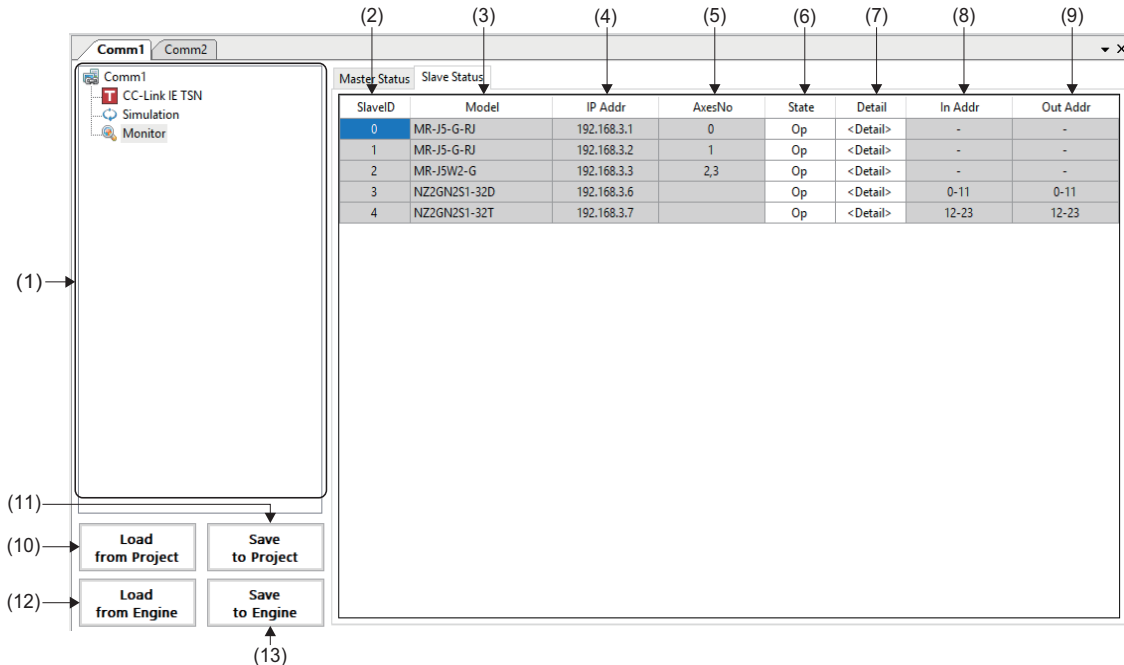 (2) (3) (4) (5) (6) (7) (8) (9)
Comm1 Comm2
Comm1
CC-Link IE TSN
Simulation
Monitor
Master Status Slave Status
SlaveID Model IP Addr AxesNo State Detail In Addr Out Addr
0 MR-J5-G-RJ 192.168.3.1 0 Op <Detail> - -
1 MR-J5-G-RJ 192.168.3.2 1 Op <Detail> - -
2 MR-J5W2-G 192.168.3.3 2,3 Op <Detail> - -
3 NZ2GN2S1-32D 192.168.3.6 Op <Detail> 0-11 0-11
4 NZ2GN2S1-32T 192.168.3.7 Op <Detail> 12-23 12-23
(1)
(11)
(10)
Load
from Project
Save
to Project
(12)
Load
from Engine
Save
to Engine
(13)